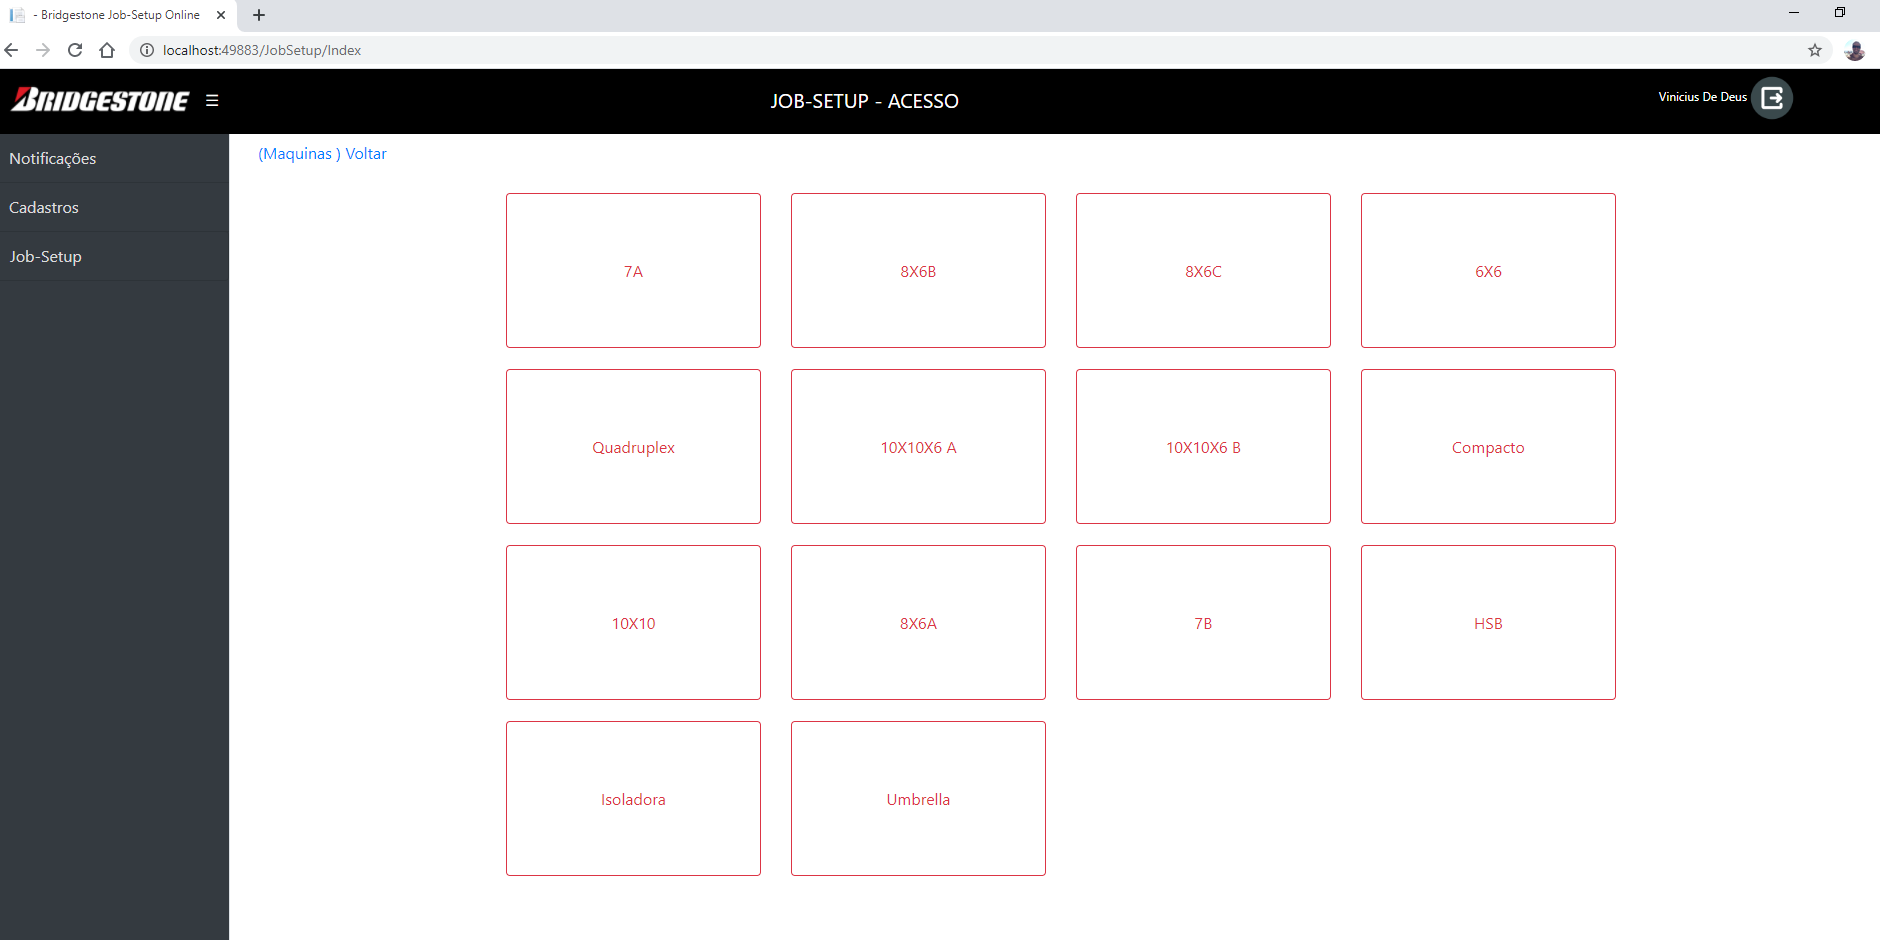 - Bridgestone Job-Setup Online
localhost:49883/JobSetup/Index
BRIDGESTONE
JOB-SETUP - ACESSO
Vinicius De Deus
Notificações
Cadastros
Job-Setup
(Maquinas ) Voltar
7A
8X6B
8X6C
6X6
Quadruplex
10X10X6 A
10X10X6 B
Compacto
10X10
8X6A
7B
HSB
Isoladora
Umbrella